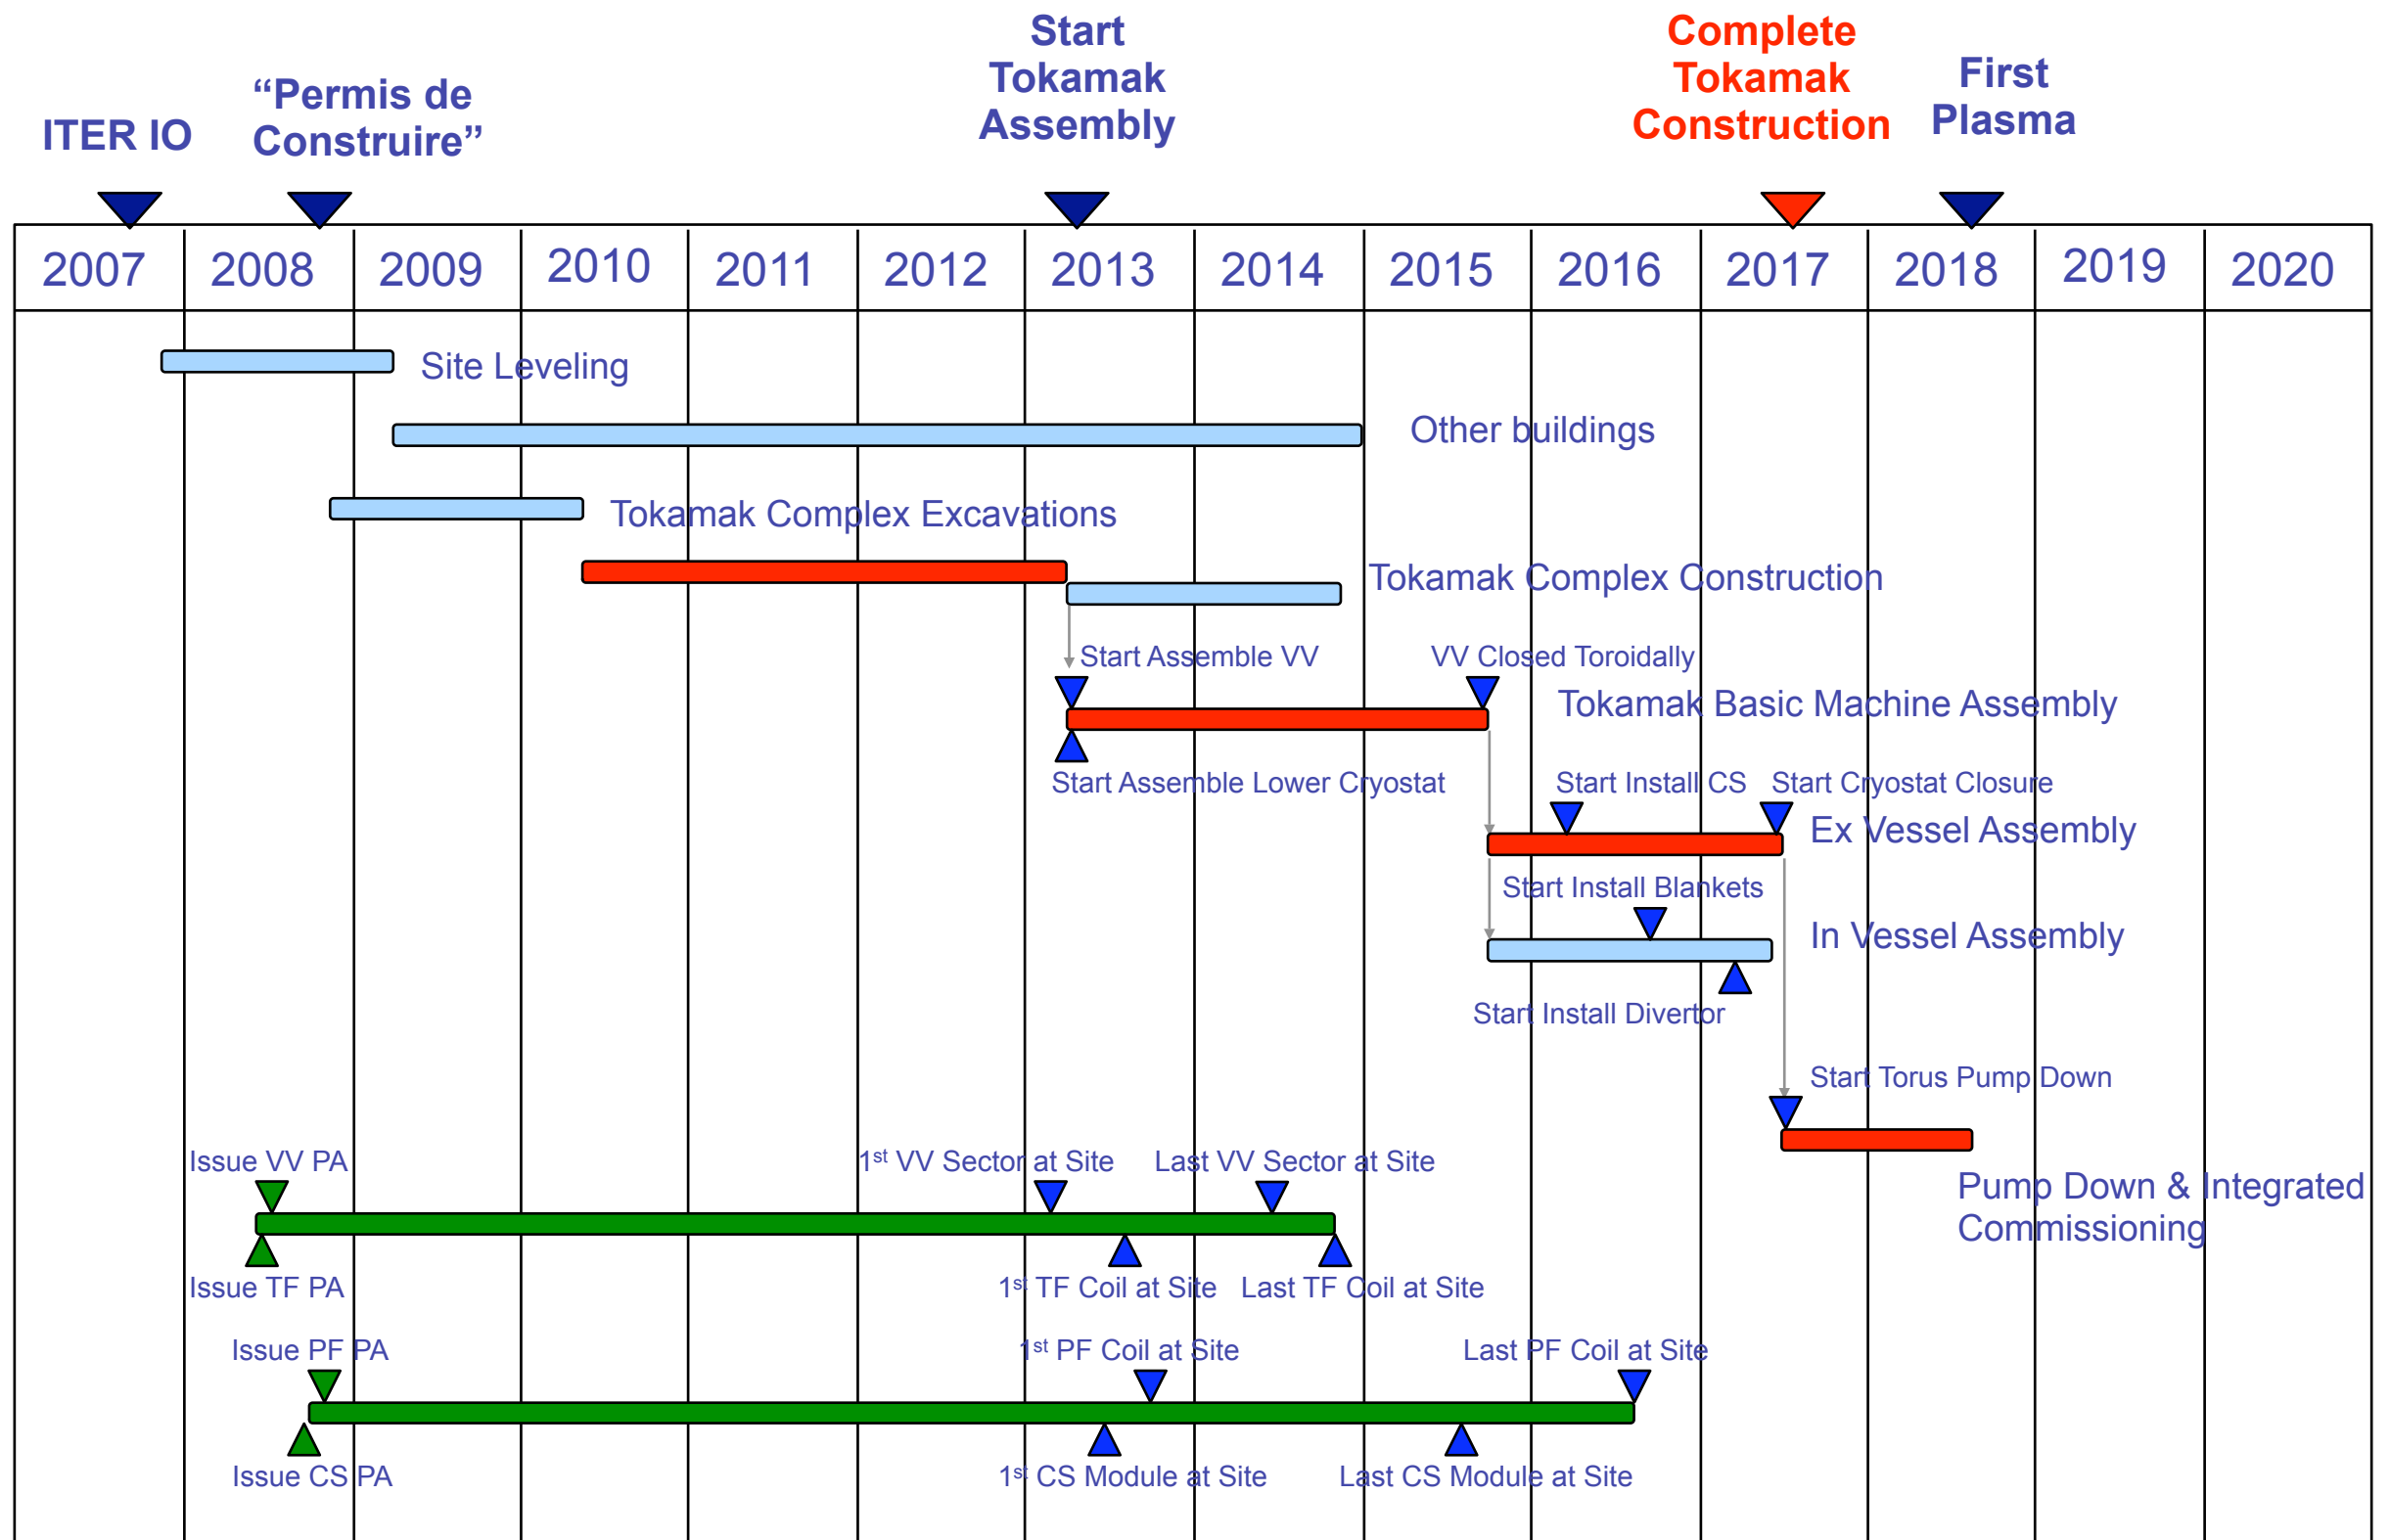 Start
Tokamak
Assembly
Complete
Tokamak
Construction
First
Plasma
“Permis de
Construire”
ITER IO
2007 2008 2009 2010 2011 2012 2013 2014 2015 2016 2017 2018 2019 2020
Site Leveling
Other buildings
Tokamak Complex Excavations
Tokamak Complex Construction
Start Assemble VV
VV Closed Toroidally
Tokamak Basic Machine Assembly
Start Assemble Lower Cryostat
Start Install CS
Start Cryostat Closure
Ex Vessel Assembly
Start Install Blankets
In Vessel Assembly
Start Install Divertor
Start Torus Pump Down
Pump Down & Integrated
Commissioning
Issue VV PA
1st VV Sector at Site
Last VV Sector at Site
Issue TF PA
1st TF Coil at Site
Last TF Coil at Site
Issue PF PA
1st PF Coil at Site
Last PF Coil at Site
Issue CS PA
1st CS Module at Site
Last CS Module at Site